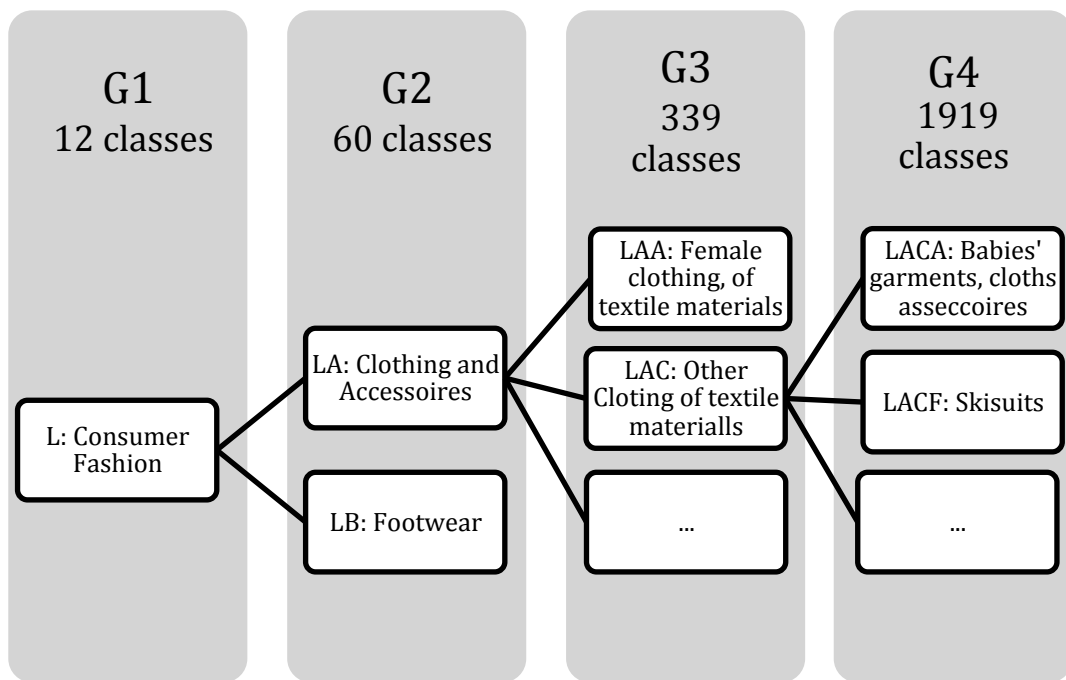 G1
12 classes
L: Consumer
Fashion
G2
60 classes
LA: Clothing and
Accessoires
LB: Footwear
G3
339
classes
LAA: Female
clothing, of
textile materials
LAC: Other
Cloting of textile
materialls
...
G4
1919
classes
LACA: Babies'
garments, cloths
asseccoires
LACF: Skisuits
...